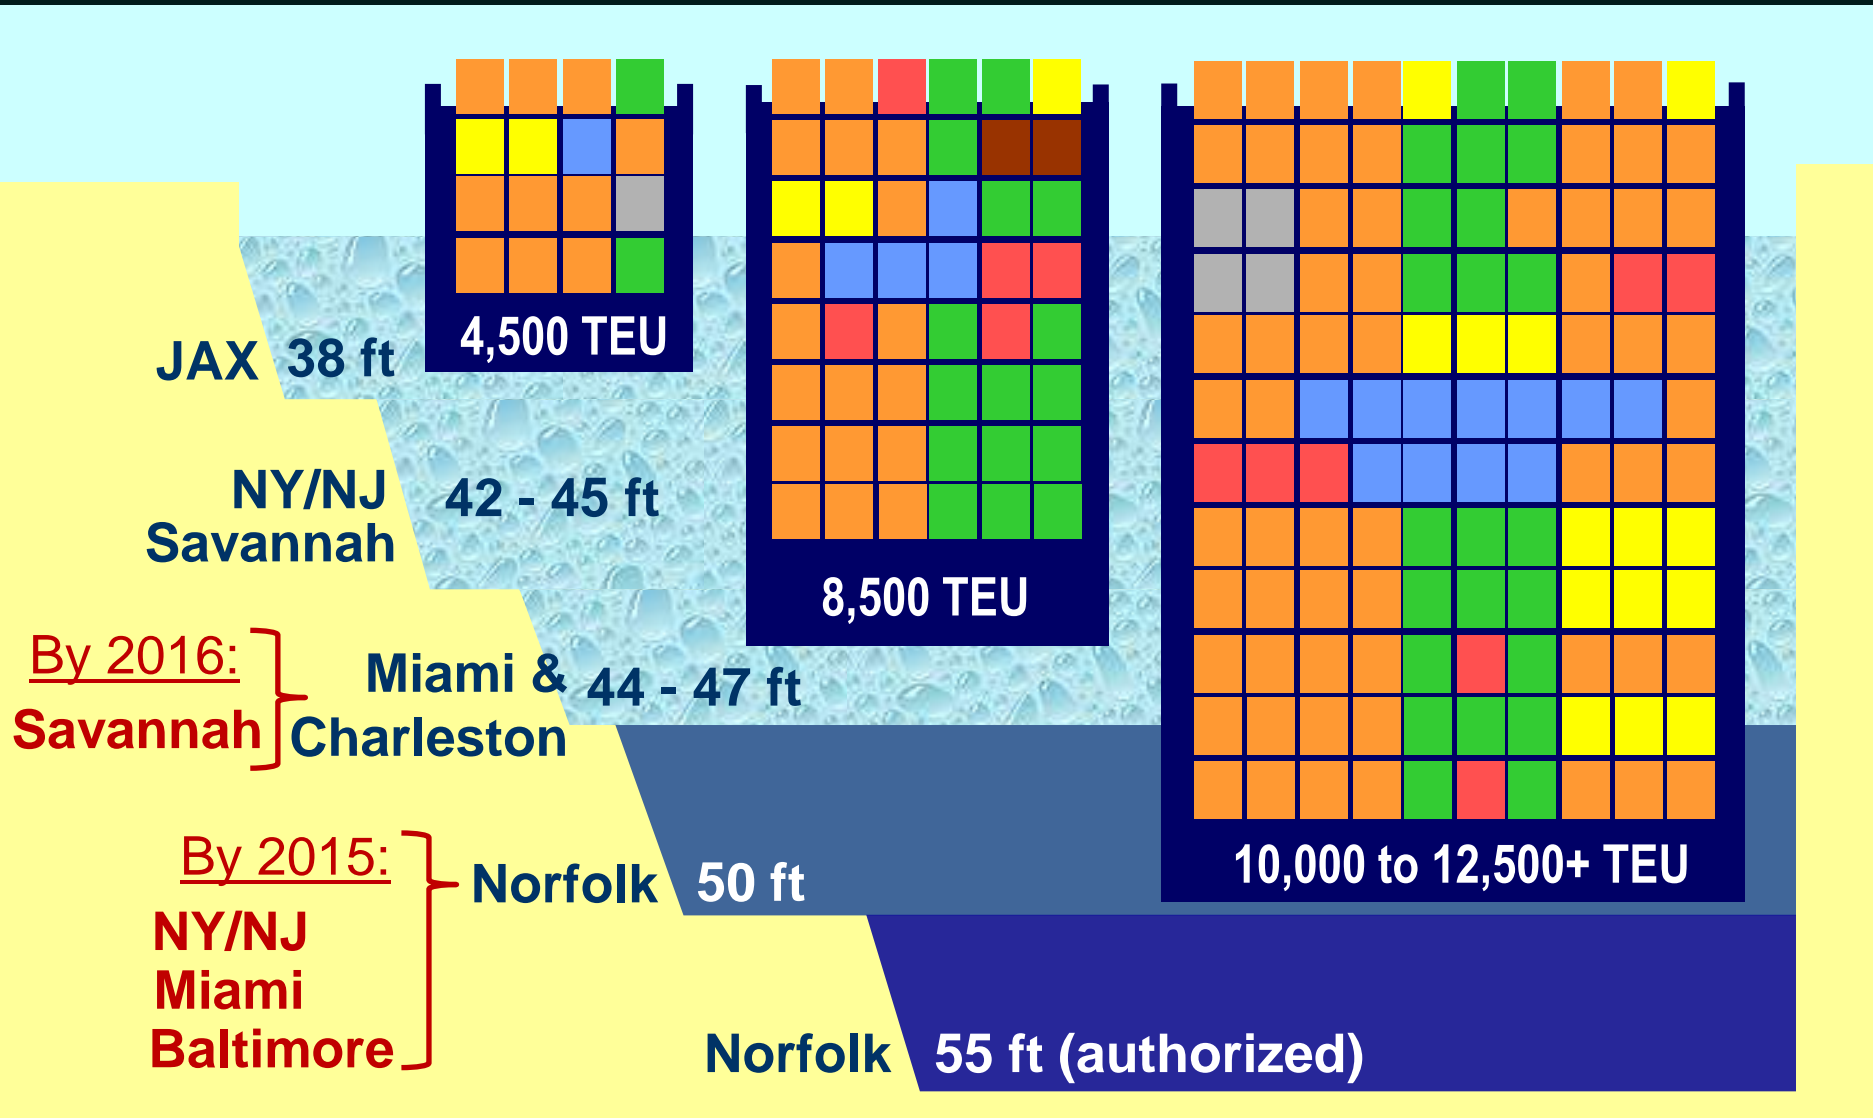 4,500 TEU
JAX 38 ft
NY/NJ
Savannah
42 - 45 ft
8,500 TEU
By 2016:
Savannah
Miami &
Charleston
44 - 47 ft
10,000 to 12,500+ TEU
By 2015:
NY/NJ
Miami
Baltimore
Norfolk 50 ft
Norfolk 55 ft (authorized)